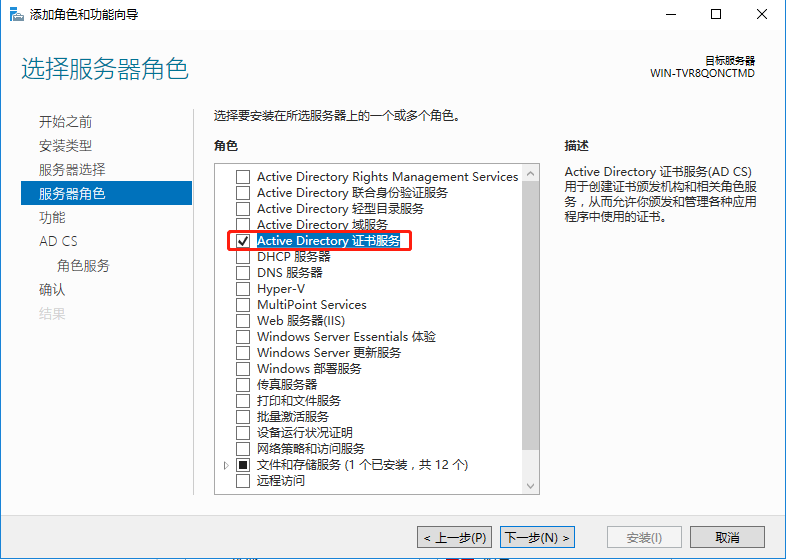 添加角色和功能向导
选择服务器角色
目标服务器
WIN-TVR8QONCTMD
开始之前
安装类型
服务器选择
服务器角色
功能
AD CS
角色服务
确认
结果
选择要安装在所选服务器上的一个或多个角色。
角色
Active Directory Rights Management Services
Active Directory 联合身份验证服务
Active Directory 轻型目录服务
Active Directory 域服务
Active Directory 证书服务
DHCP 服务器
DNS 服务器
Hyper-V
MultiPoint Services
Web 服务器(IIS)
Windows Server Essentials 体验
Windows Server 更新服务
Windows 部署服务
传真服务器
打印和文件服务
批量激活服务
设备运行状况证明
网络策略和访问服务
文件和存储服务 (1 个已安装，共 12 个)
远程访问
描述
Active Directory 证书服务(AD CS)
用于创建证书颁发机构和相关角色服
务，从而允许你颁发和管理各种应用
程序中使用的证书。
< 上一步(P)
下一步(N) >
安装(I)
取消